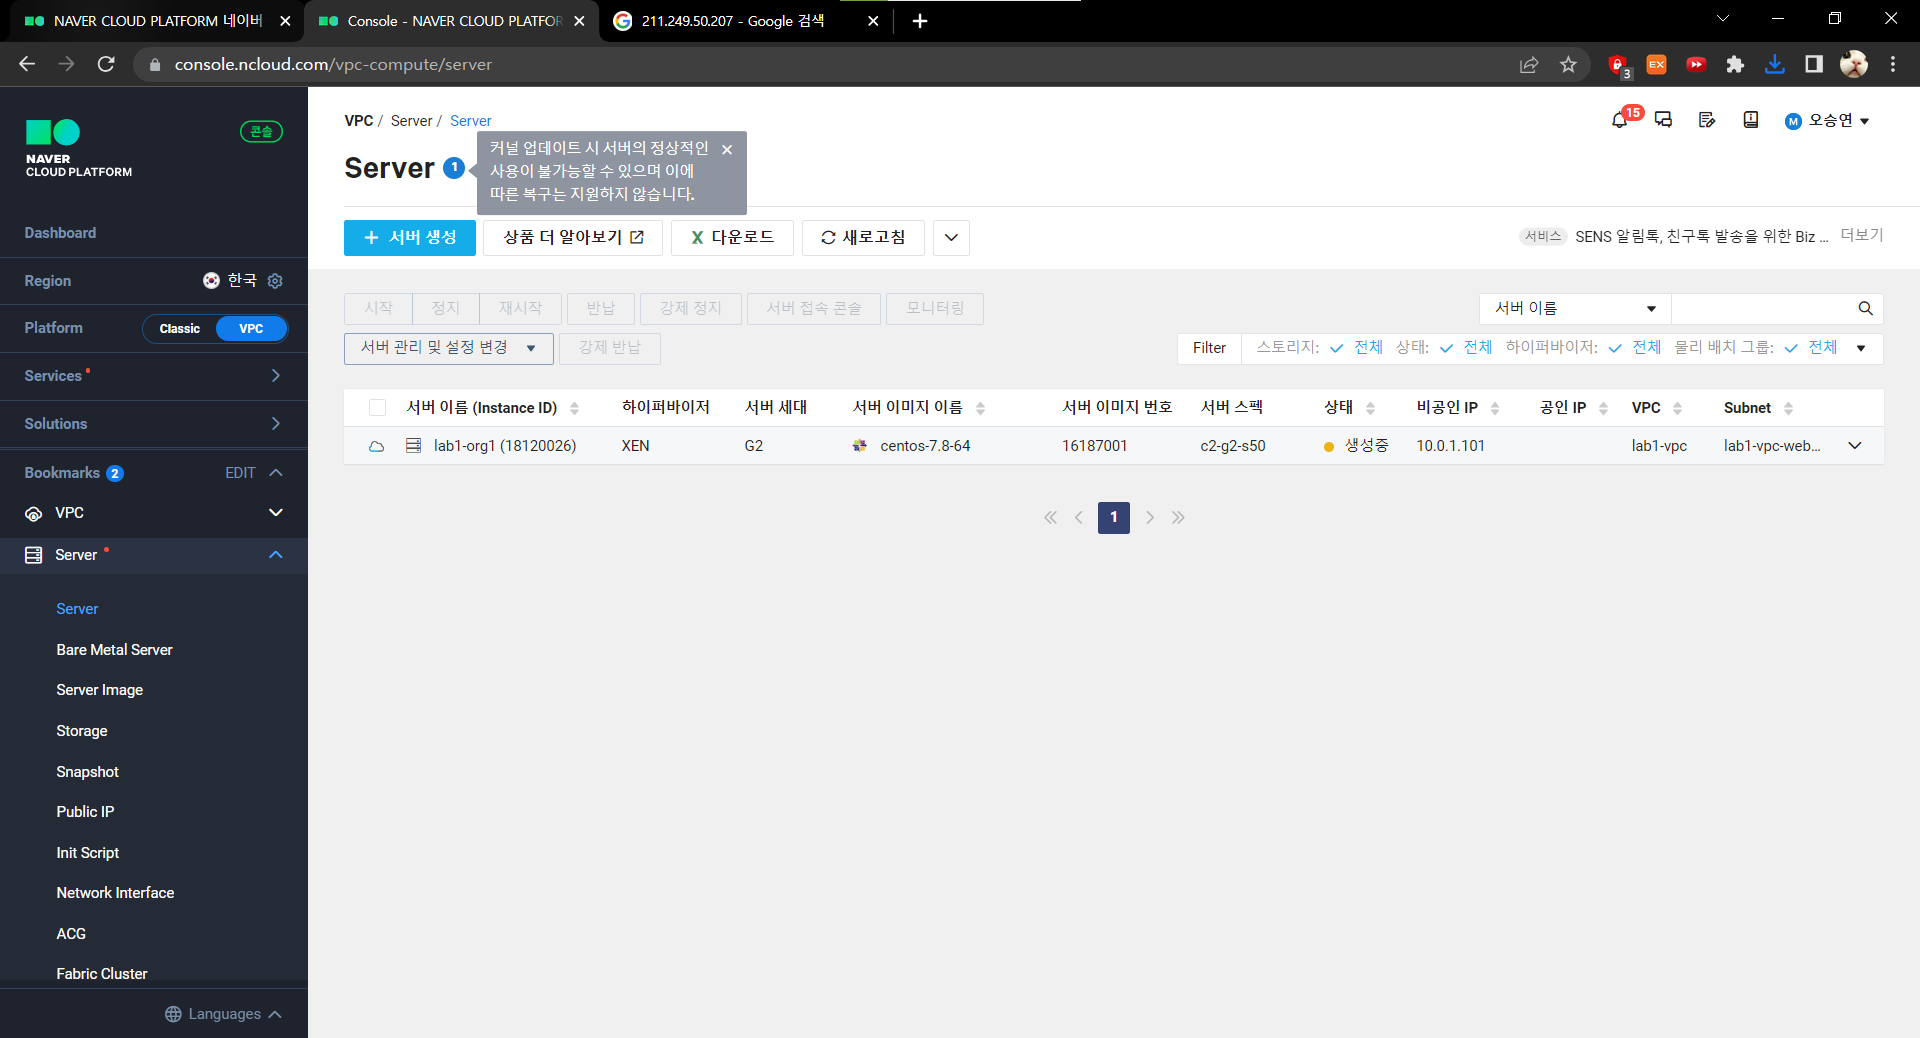 NAVER CLOUD PLATFORM 네이버
Console - NAVER CLOUD PLATFOR
211.249.50.207 - Google 검색
console.ncloud.com/vpc-compute/server
3
EX
NAVER
CLOUD PLATFORM
콘솔
Dashboard
Region
한국
Platform
Classic
VPC
Services
Solutions
Bookmarks 2
EDIT
VPC
Server
Server
Bare Metal Server
Server Image
Storage
Snapshot
Public IP
Init Script
Network Interface
ACG
Fabric Cluster
Languages
VPC / Server / Server
15
M 오승연
Server 1
커널 업데이트 시 서버의 정상적인
사용이 불가능할 수 있으며 이에
따른 복구는 지원하지 않습니다.
+ 서버 생성
상품 더 알아보기
X 다운로드
새로고침
서비스 SENS 알림톡, 친구톡 발송을 위한 Biz ... 더보기
시작 정지 재시작 반납 강제 정지 서버 접속 콘솔 모니터링
서버 이름
서버 관리 및 설정 변경 강제 반납
Filter 스토리지: 전체 상태: 전체 하이퍼바이저: 전체 물리 배치 그룹: 전체
서버 이름 (Instance ID) 하이퍼바이저 서버 세대 서버 이미지 이름 서버 이미지 번호 서버 스펙 상태 비공인 IP 공인 IP VPC Subnet
lab1-org1 (18120026) XEN G2 centos-7.8-64 16187001 c2-g2-s50 생성중 10.0.1.101 lab1-vpc lab1-vpc-web...
1